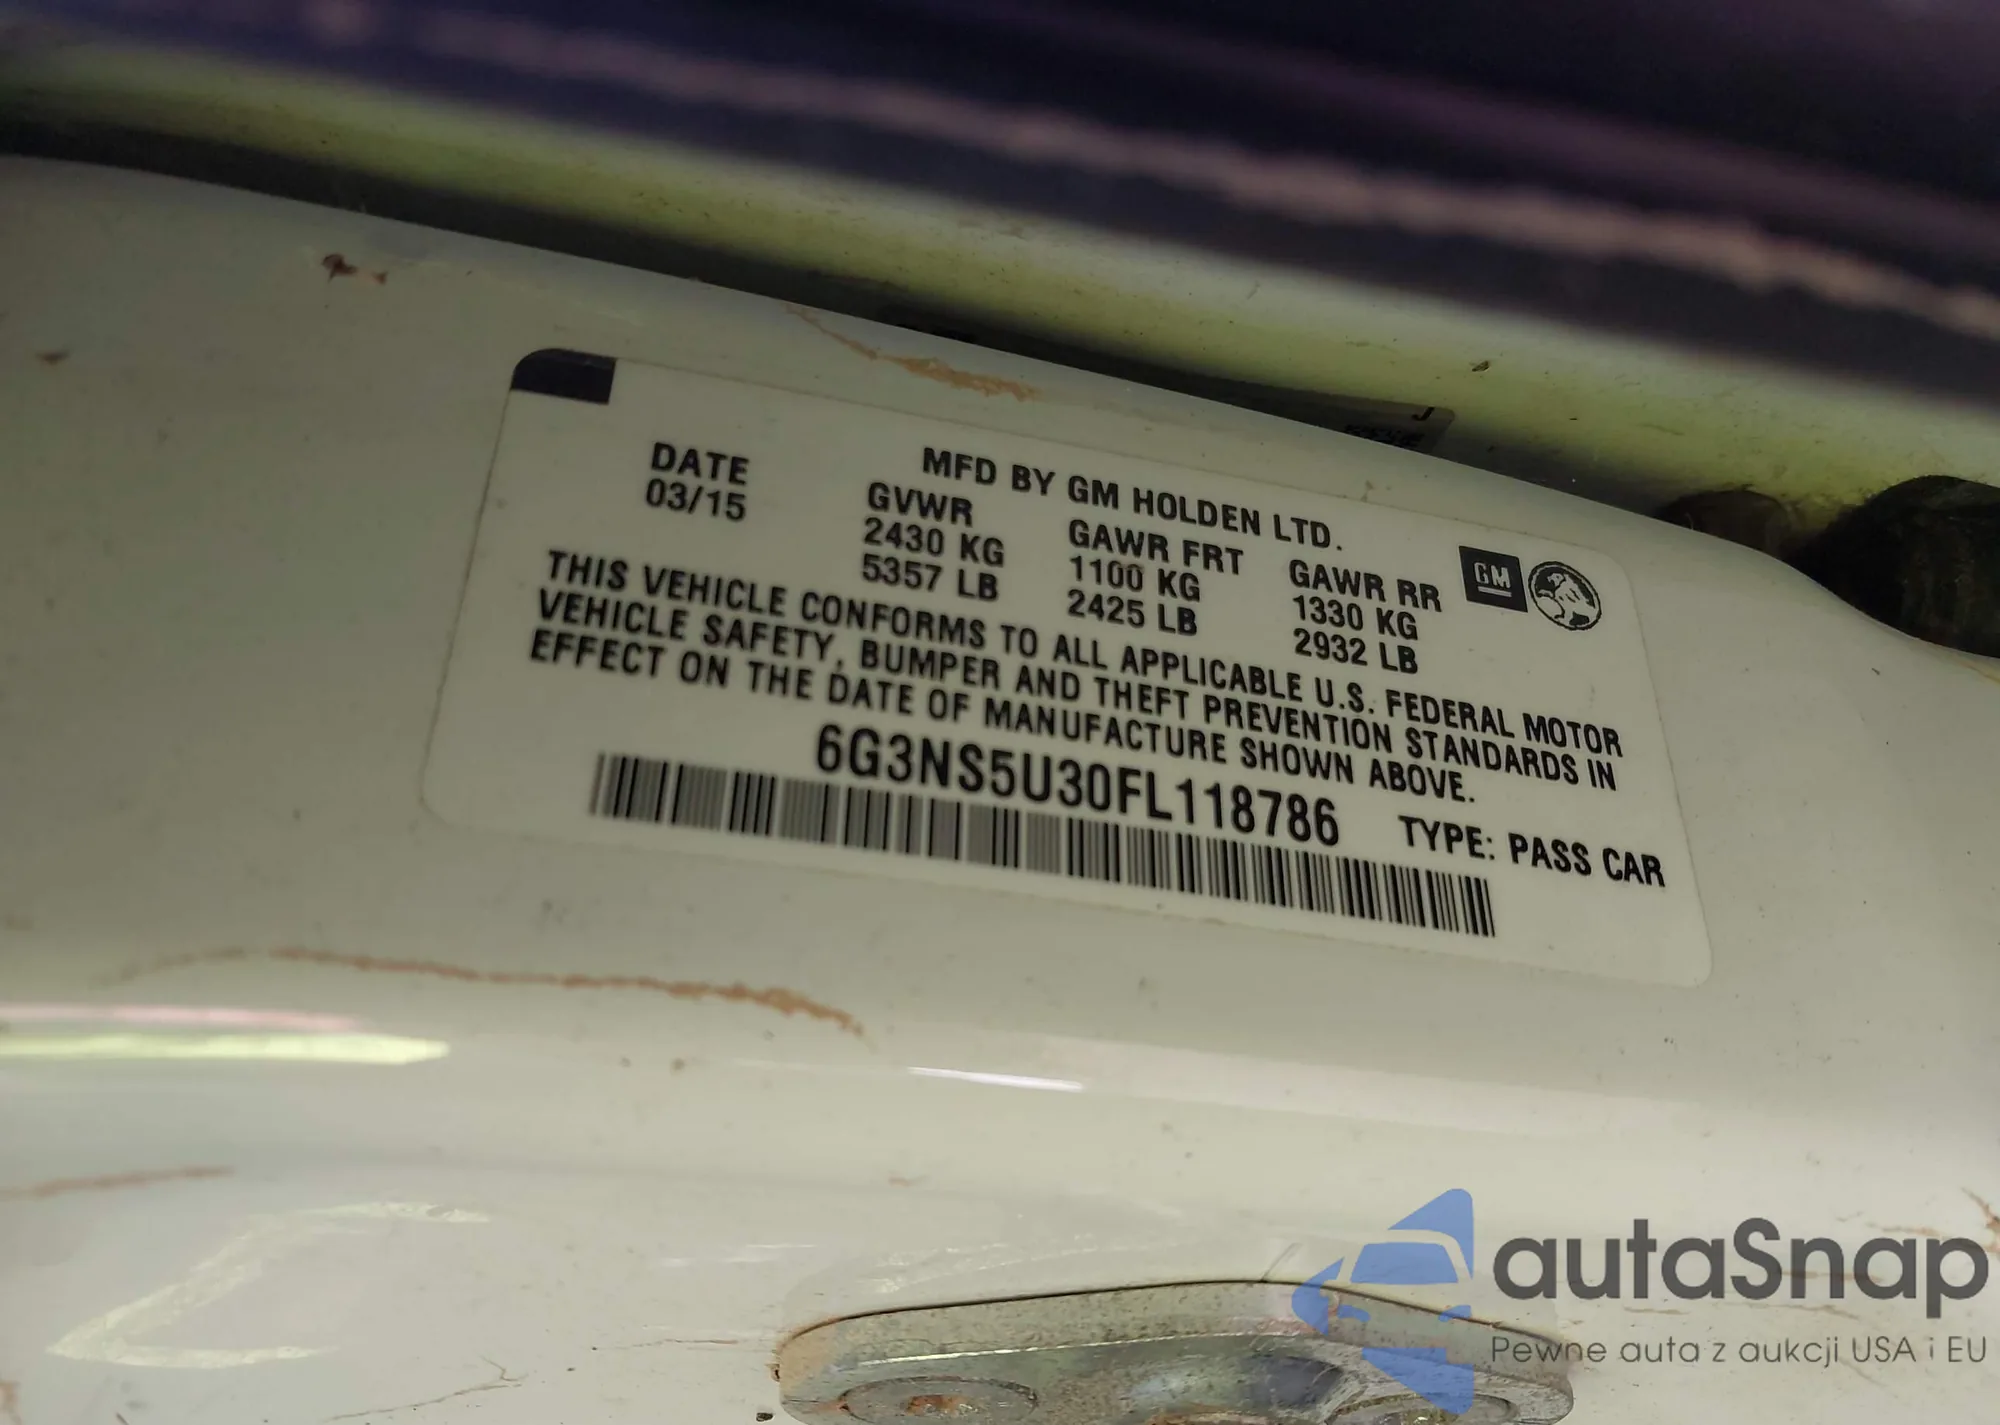 MFD BY GM HOLDEN LTD.
DATE GVWR GAWR FRT GAWR RR
03/15 2430 KG 1100 KG 1330 KG
5357 LB 2425 LB 2932 LB
GM
THIS VEHICLE CONFORMS TO ALL APPLICABLE U.S. FEDERAL MOTOR
VEHICLE SAFETY, BUMPER AND THEFT PREVENTION STANDARDS IN
EFFECT ON THE DATE OF MANUFACTURE SHOWN ABOVE.
6G3NS5U30FL118786 TYPE: PASS CAR
autaSnap
Pewne auta z aukcji USA i EU